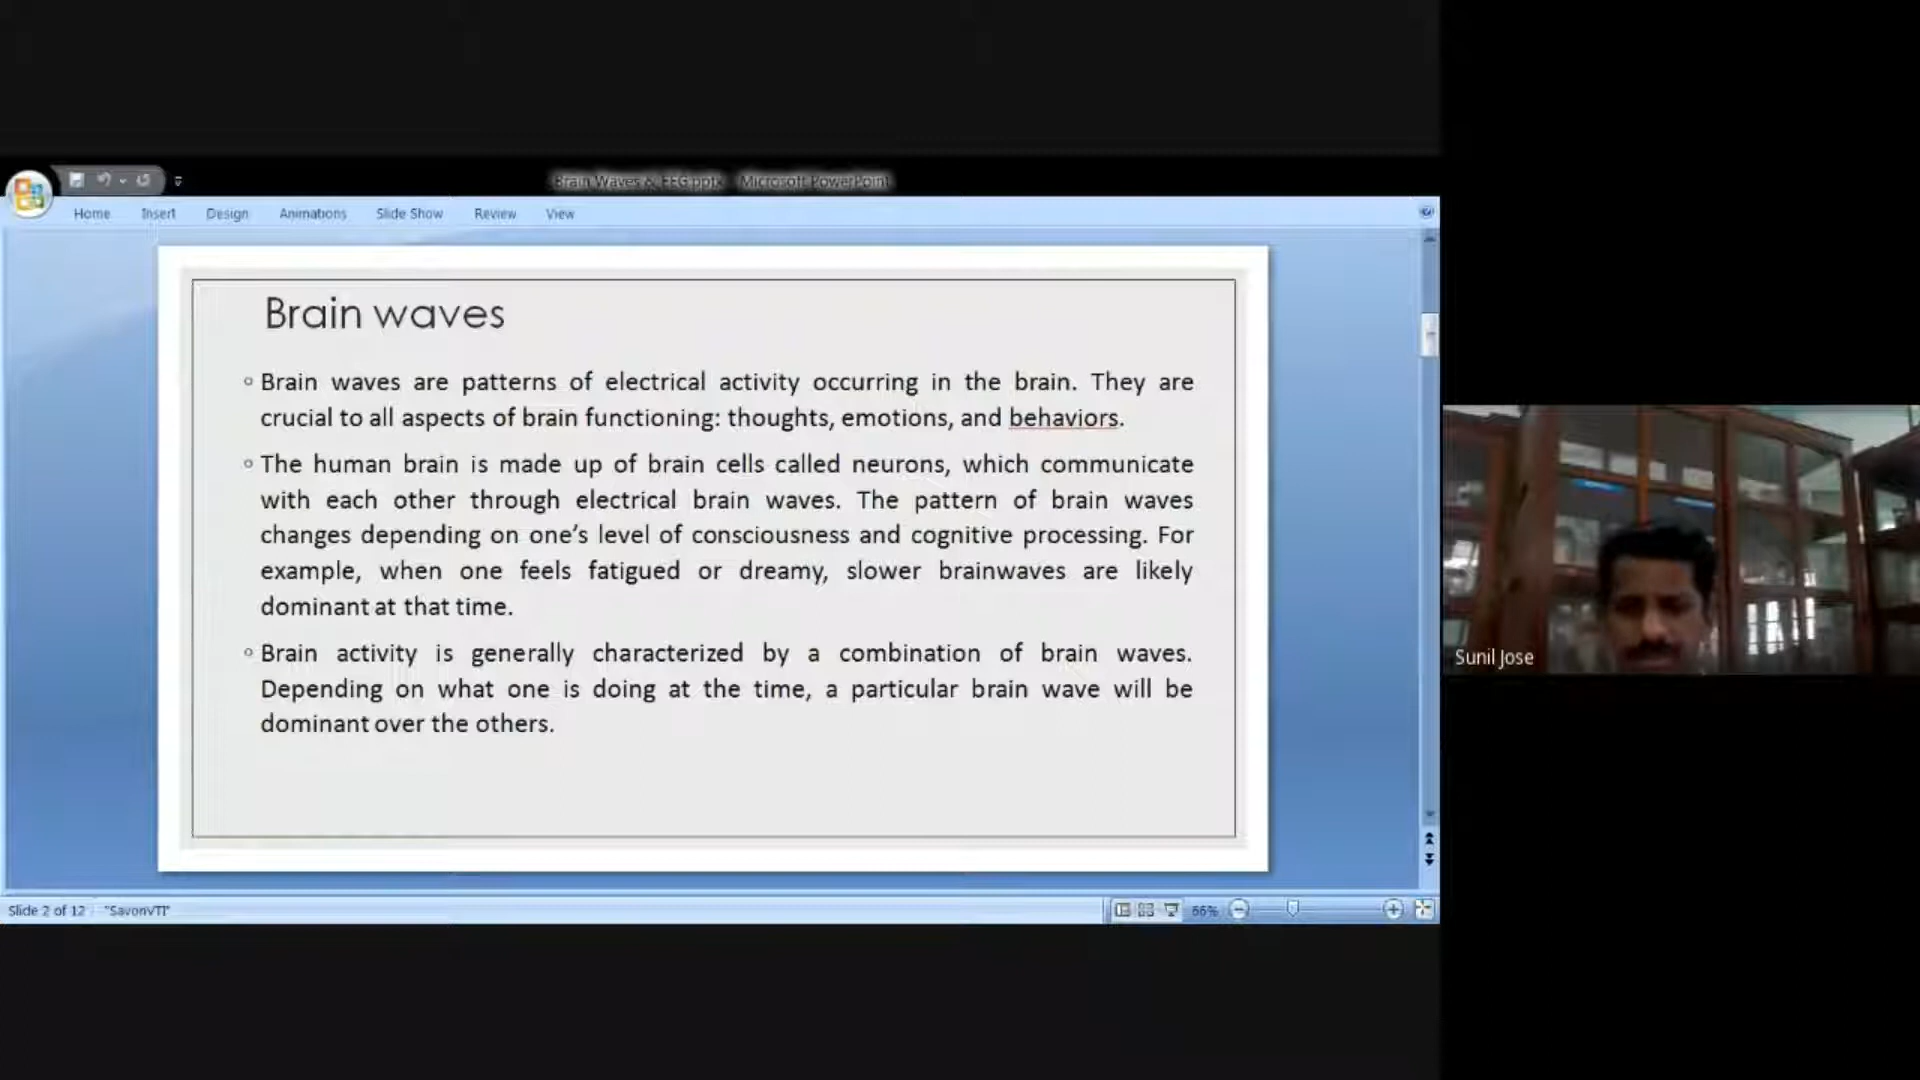 Brain Waves & EEG.pptx - Microsoft PowerPoint
Home Insert Design Animations Slide Show Review View
Brain waves
Brain waves are patterns of electrical activity occurring in the brain. They are
crucial to all aspects of brain functioning: thoughts, emotions, and behaviors.
The human brain is made up of brain cells called neurons, which communicate
with each other through electrical brain waves. The pattern of brain waves
changes depending on one’s level of consciousness and cognitive processing. For
example, when one feels fatigued or dreamy, slower brainwaves are likely
dominant at that time.
Brain activity is generally characterized by a combination of brain waves.
Depending on what one is doing at the time, a particular brain wave will be
dominant over the others.
Sunil Jose
Slide 2 of 12 "SavonVTI" 66%